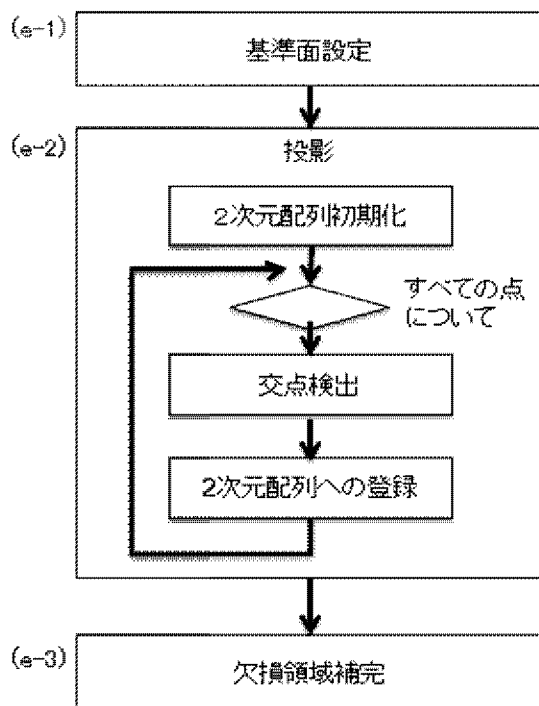 (e-1)
基準面設定
(e-2)
投影
2次元配列初期化
すべての点
について
交点検出
2次元配列への登録
(e-3)
欠損領域補完